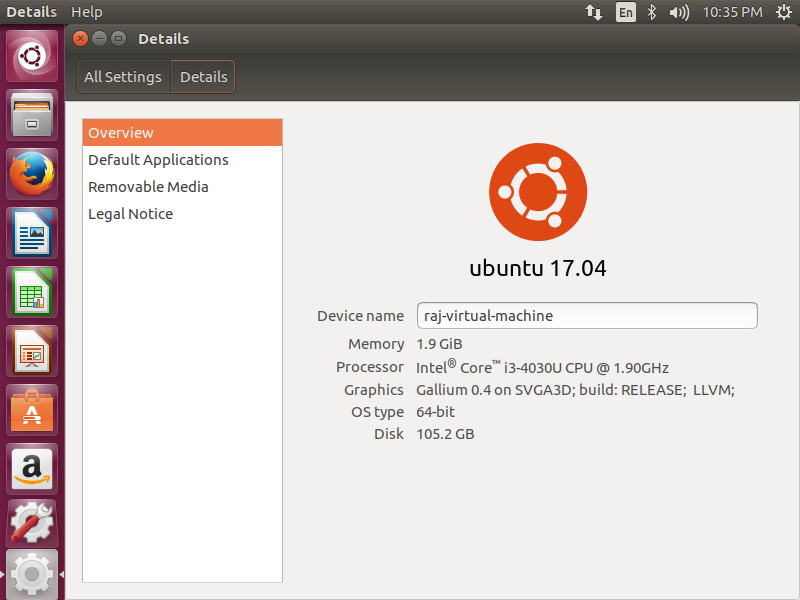 Details Help
En 10:35 PM
Details
All Settings Details
Overview
Default Applications
Removable Media
Legal Notice
ubuntu 17.04
Device name raj-virtual-machine
Memory 1.9 GiB
Processor Intel® Core™ i3-4030U CPU @ 1.90GHz
Graphics Gallium 0.4 on SVGA3D; build: RELEASE; LLVM;
OS type 64-bit
Disk 105.2 GB
A
a